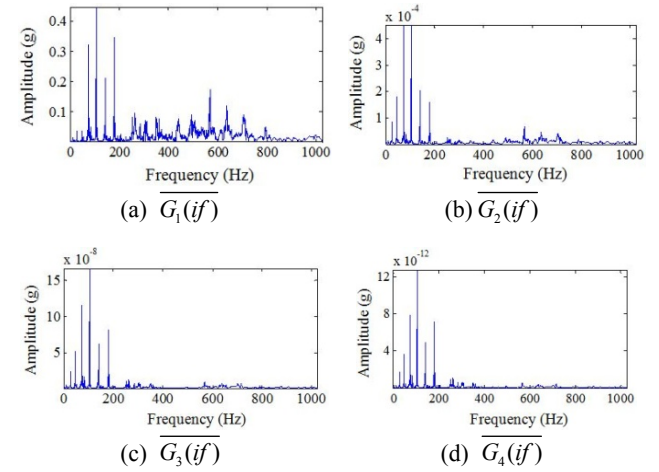 0.4
0.3
0.2
0.1
Amplitude (g)
0 200 400 600 800 1000
Frequency (Hz)
(a) G₁(if)
x 10⁻⁴
4
3
2
1
Amplitude (g)
0 200 400 600 800 1000
Frequency (Hz)
(b) G₂(if)
x 10⁻⁸
15
10
5
Amplitude (g)
0 200 400 600 800 1000
Frequency (Hz)
(c) G₃(if)
x 10⁻¹²
12
8
4
Amplitude (g)
0 200 400 600 800 1000
Frequency (Hz)
(d) G₄(if)